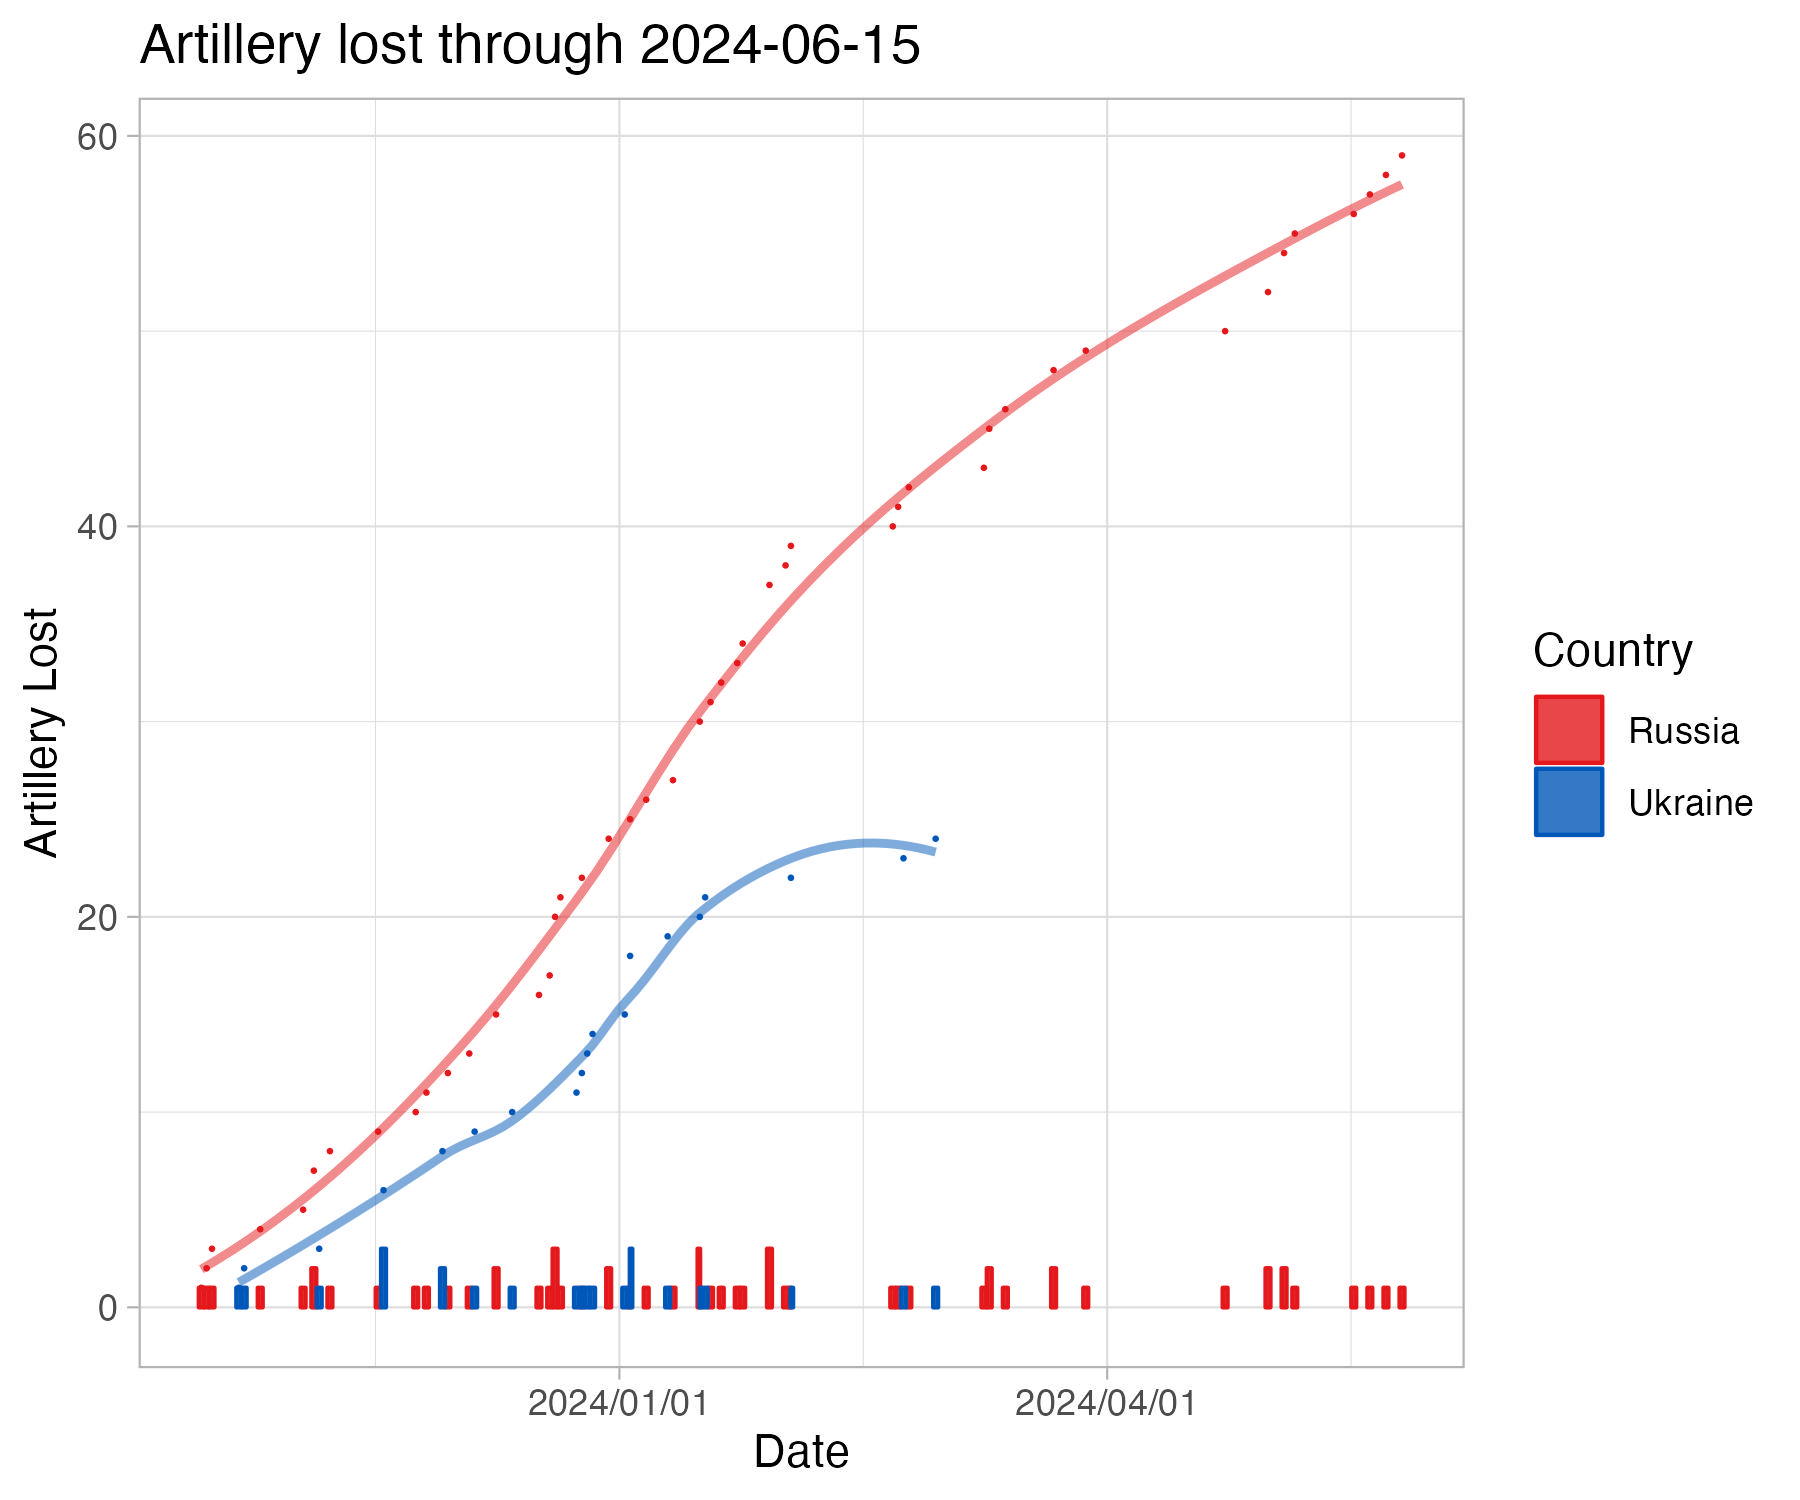 Artillery lost through 2024-06-15
60
40
20
0
Artillery Lost
2024/01/01
2024/04/01
Date
Country
Russia
Ukraine